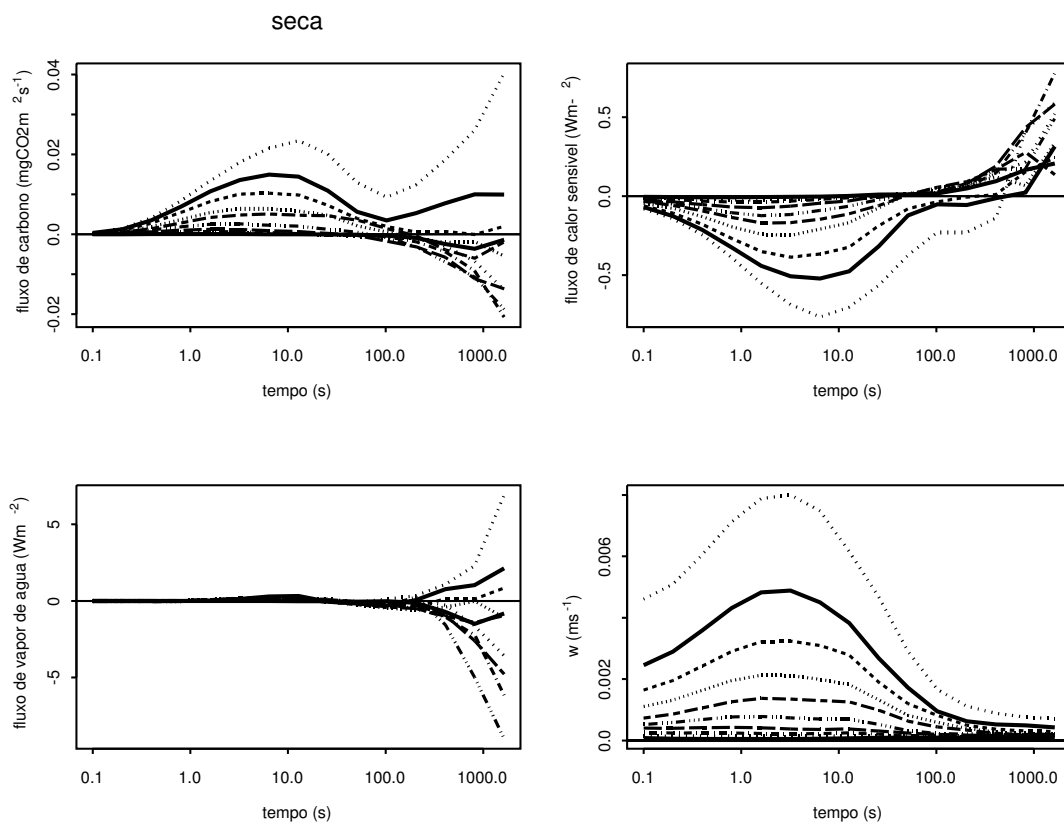 seca
fluxo de carbono (mgCO2m 2s-1)
0.04
0.02
0.0
-0.02
0.1 1.0 10.0 100.0 1000.0
tempo (s)
fluxo de calor sensivel (Wm- 2)
0.5
0.0
-0.5
0.1 1.0 10.0 100.0 1000.0
tempo (s)
fluxo de vapor de agua (Wm -2)
5
0
-5
0.1 1.0 10.0 100.0 1000.0
tempo (s)
w (ms-1)
0.006
0.002
0.0
0.1 1.0 10.0 100.0 1000.0
tempo (s)